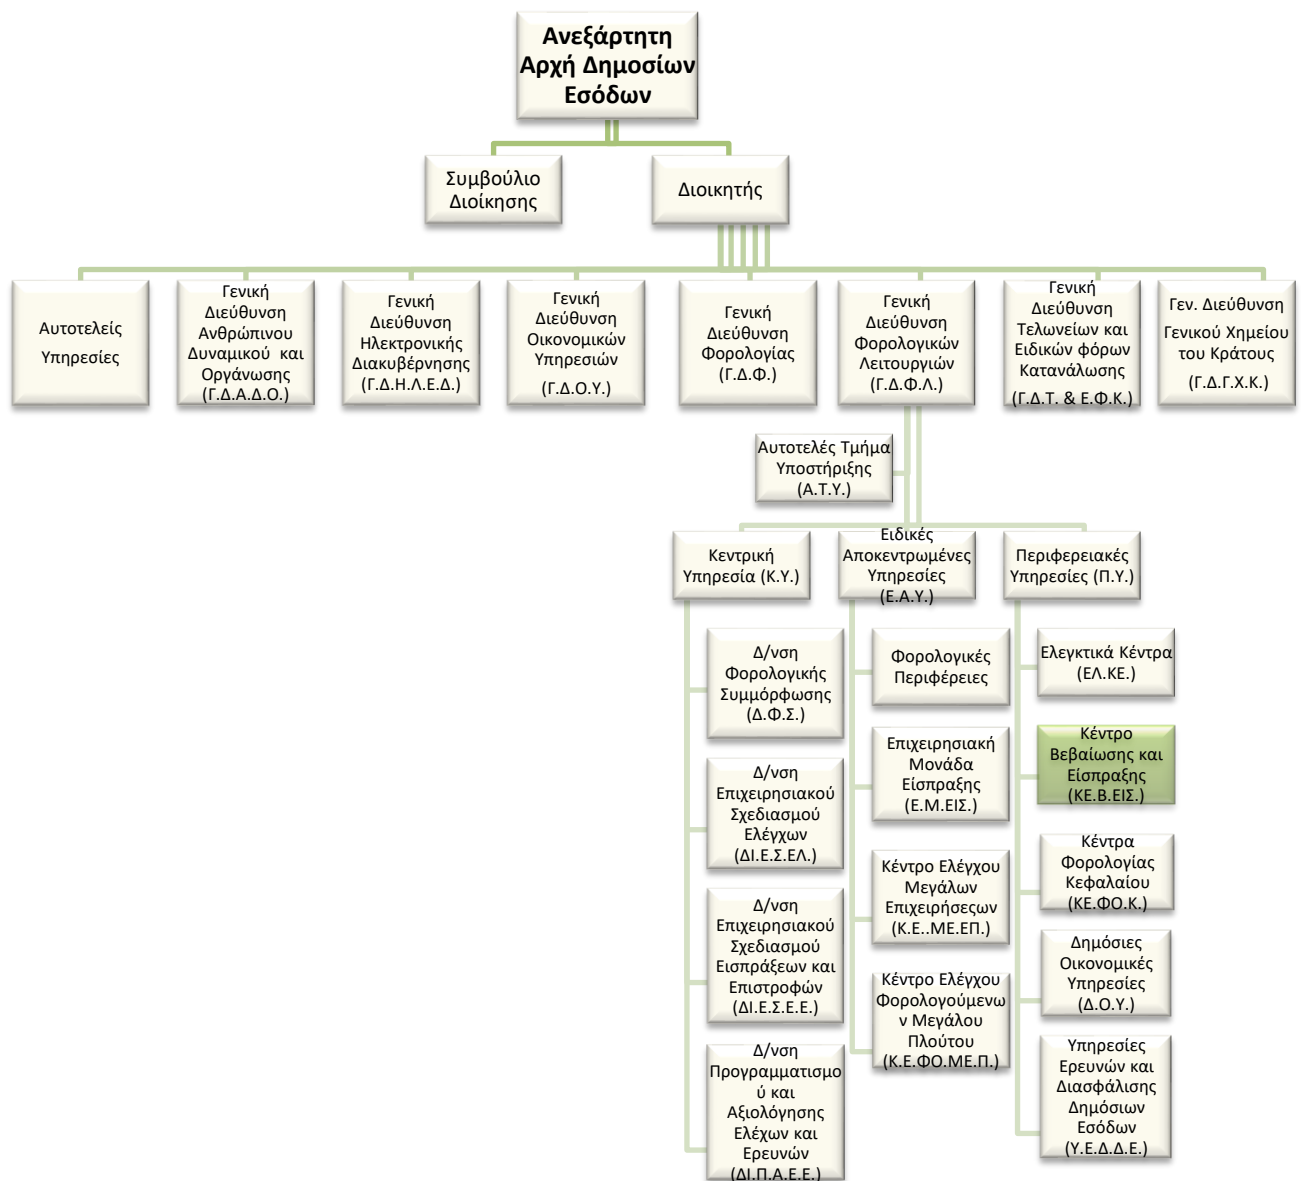 Ανεξάρτητη
Αρχή Δημοσίων
Εσόδων
Συμβούλιο
Διοίκησης
Διοικητής
Αυτοτελείς
Υπηρεσίες
Γενική
Διεύθυνση
Ανθρώπινου
Δυναμικού και
Οργάνωσης
(Γ.Δ.Α.Δ.Ο.)
Γενική
Διεύθυνση
Ηλεκτρονικής
Διακυβέρνησης
(Γ.Δ.Η.Λ.Ε.Δ.)
Γενική
Διεύθυνση
Οικονομικών
Υπηρεσιών
(Γ.Δ.Ο.Υ.)
Γενική
Διεύθυνση
Φορολογίας
(Γ.Δ.Φ.)
Γενική
Διεύθυνση
Φορολογικών
Λειτουργιών
(Γ.Δ.Φ.Λ.)
Γενική
Διεύθυνση
Τελωνείων και
Ειδικών φόρων
Κατανάλωσης
(Γ.Δ.Τ. & Ε.Φ.Κ.)
Γεν. Διεύθυνση
Γενικού Χημείου
του Κράτους
(Γ.Δ.Γ.Χ.Κ.)
Αυτοτελές Τμήμα
Υποστήριξης
(Α.Τ.Υ.)
Κεντρική
Υπηρεσία (Κ.Υ.)
Ειδικές
Αποκεντρωμένες
Υπηρεσίες
(Ε.Α.Υ.)
Περιφερειακές
Υπηρεσίες (Π.Υ.)
Δ/νση
Φορολογικής
Συμμόρφωσης
(Δ.Φ.Σ.)
Δ/νση
Επιχειρησιακού
Σχεδιασμού
Ελέγχων
(ΔΙ.Ε.Σ.ΕΛ.)
Δ/νση
Επιχειρησιακού
Σχεδιασμού
Εισπράξεων και
Επιστροφών
(ΔΙ.Ε.Σ.Ε.Ε.)
Δ/νση
Προγραμματισμο
ύ και
Αξιολόγησης
Ελέχων και
Ερευνών
(ΔΙ.Π.Α.Ε.Ε.)
Φορολογικές
Περιφέρειες
Επιχειρησιακή
Μονάδα
Είσπραξης
(Ε.Μ.ΕΙΣ.)
Κέντρο Ελέγχου
Μεγάλων
Επιχειρήσεςων
(Κ.Ε..ΜΕ.ΕΠ.)
Κέντρο Ελέγχου
Φορολογούμενω
ν Μεγάλου
Πλούτου
(Κ.Ε.ΦΟ.ΜΕ.Π.)
Ελεγκτικά Κέντρα
(ΕΛ.ΚΕ.)
Κέντρο
Βεβαίωσης και
Είσπραξης
(ΚΕ.Β.ΕΙΣ.)
Κέντρα
Φορολογίας
Κεφαλαίου
(ΚΕ.ΦΟ.Κ.)
Δημόσιες
Οικονομικές
Υπηρεσίες
(Δ.Ο.Υ.)
Υπηρεσίες
Ερευνών και
Διασφάλισης
Δημόσιων
Εσόδων
(Υ.Ε.Δ.Δ.Ε.)